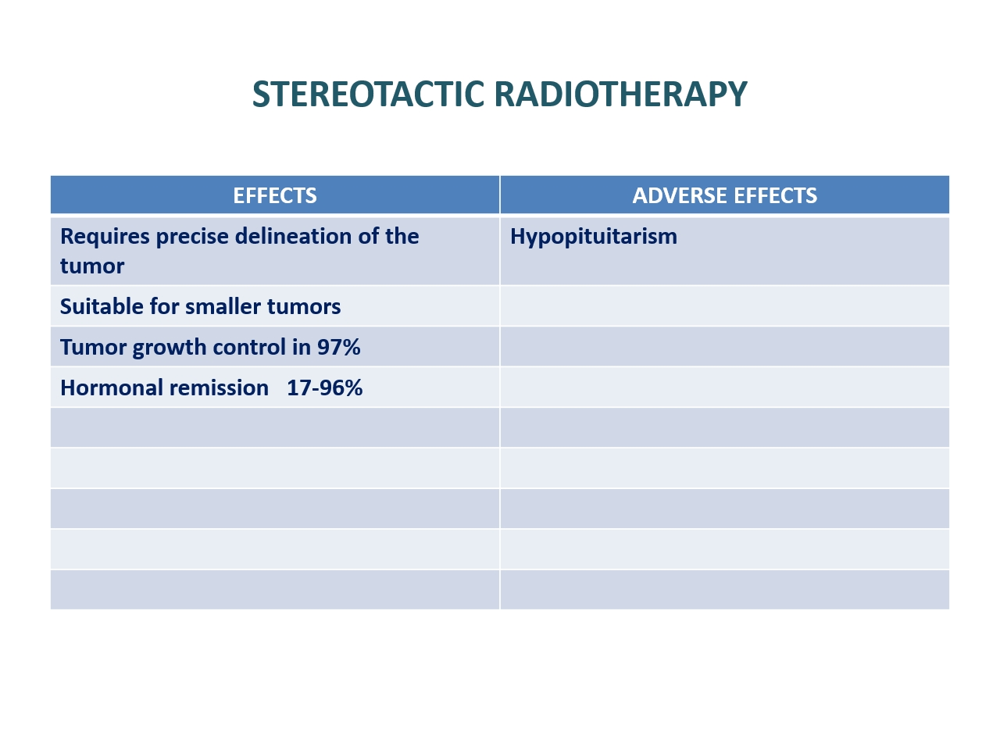 STEREOTACTIC RADIOTHERAPY
EFFECTS
ADVERSE EFFECTS
Requires precise delineation of the
tumor
Hypopituitarism
Suitable for smaller tumors
Tumor growth control in 97%
Hormonal remission   17-96%